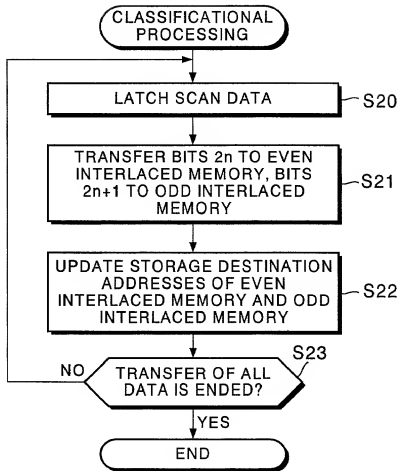 CLASSIFICATIONAL
PROCESSING
LATCH SCAN DATA
S20
TRANSFER BITS 2n TO EVEN
INTERLACED MEMORY, BITS
2n+1 TO ODD INTERLACED
MEMORY
S21
UPDATE STORAGE DESTINATION
ADDRESSES OF EVEN
INTERLACED MEMORY AND ODD
INTERLACED MEMORY
S22
S23
NO
TRANSFER OF ALL
DATA IS ENDED?
YES
END